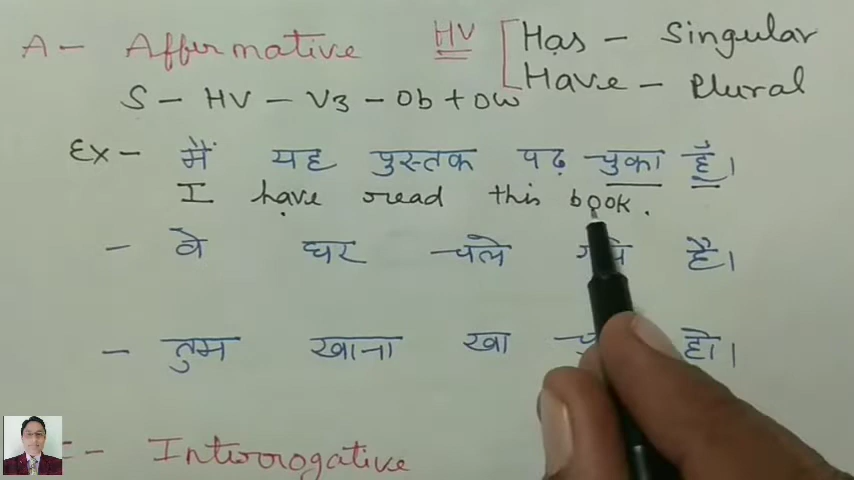 A - Affermative HV Has - Singular
Have - Plural
S - HV - V3 - Ob + OW
Ex - मैं यह पुस्तक पढ़ चुका हूँ।
I have read this book.
- वे घर चले है।
- तुम खाना खा हो।
- Interrogative